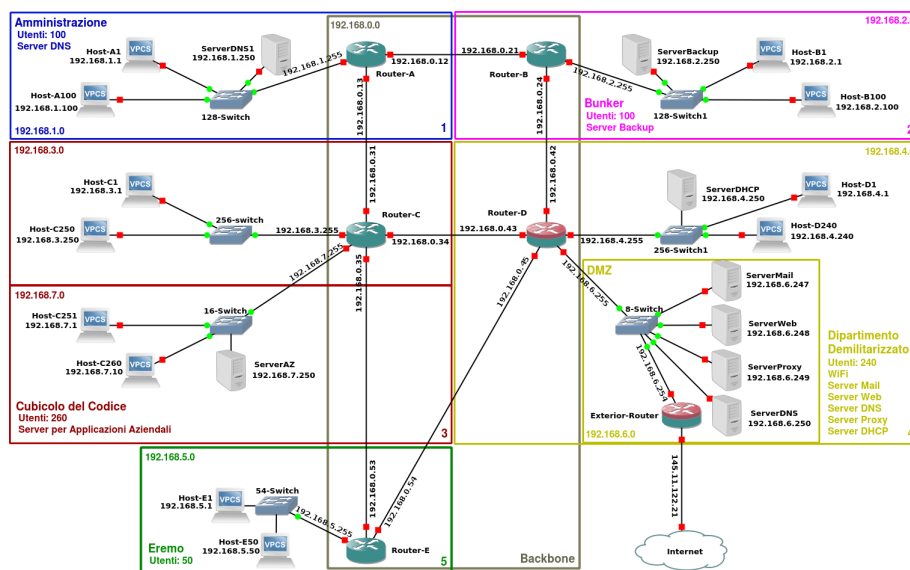 Amministrazione
Utenti: 100
Server DNS
Host-A1
192.168.1.1
VPCS
ServerDNS1
192.168.1.250
Host-A100
192.168.1.100
VPCS
128-Switch
192.168.1.255
192.168.1.0
1
192.168.0.0
Router-A
192.168.0.12
192.168.0.13
192.168.0.21
Router-B
192.168.0.24
192.168.2.255
192.168.2.
ServerBackup
192.168.2.250
Host-B1
192.168.2.1
VPCS
Host-B100
192.168.2.100
VPCS
128-Switch1
Bunker
Utenti: 100
Server Backup
2
192.168.3.0
Host-C1
192.168.3.1
VPCS
Host-C250
192.168.3.250
VPCS
256-switch
192.168.3.255
192.168.0.31
Router-C
192.168.0.34
192.168.0.35
192.168.7.255
192.168.7.0
Host-C251
192.168.7.1
VPCS
16-Switch
Host-C260
192.168.7.10
VPCS
ServerAZ
192.168.7.250
Cubicolo del Codice
Utenti: 260
Server per Applicazioni Aziendali
3
192.168.4.
192.168.0.42
Router-D
192.168.0.43
192.168.0.45
192.168.4.255
192.168.6.255
ServerDHCP
192.168.4.250
Host-D1
192.168.4.1
VPCS
Host-D240
192.168.4.240
VPCS
256-Switch1
DMZ
8-Switch
ServerMail
192.168.6.247
ServerWeb
192.168.6.248
ServerProxy
192.168.6.249
ServerDNS
192.168.6.250
192.168.6.254
Exterior-Router
192.168.6.0
145.11.122.21
Internet
Dipartimento
Demilitarizzato
Utenti: 240
WiFi
Server Mail
Server Web
Server DNS
Server Proxy
Server DHCP
192.168.5.0
Host-E1
192.168.5.1
VPCS
54-Switch
Host-E50
192.168.5.50
VPCS
192.168.5.255
Eremo
Utenti: 50
5
192.168.0.53
192.168.0.54
Router-E
Backbone